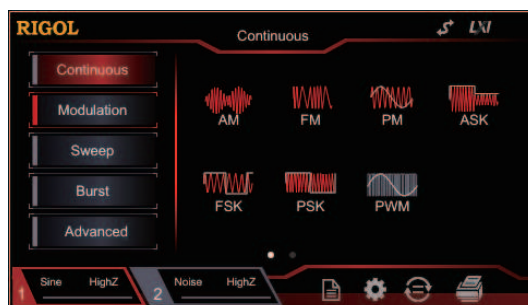 RIGOL
Continuous
LXI
Continuous
Modulation
Sweep
Burst
Advanced
AM
FM
PM
ASK
FSK
PSK
PWM
1 Sine HighZ
2 Noise HighZ